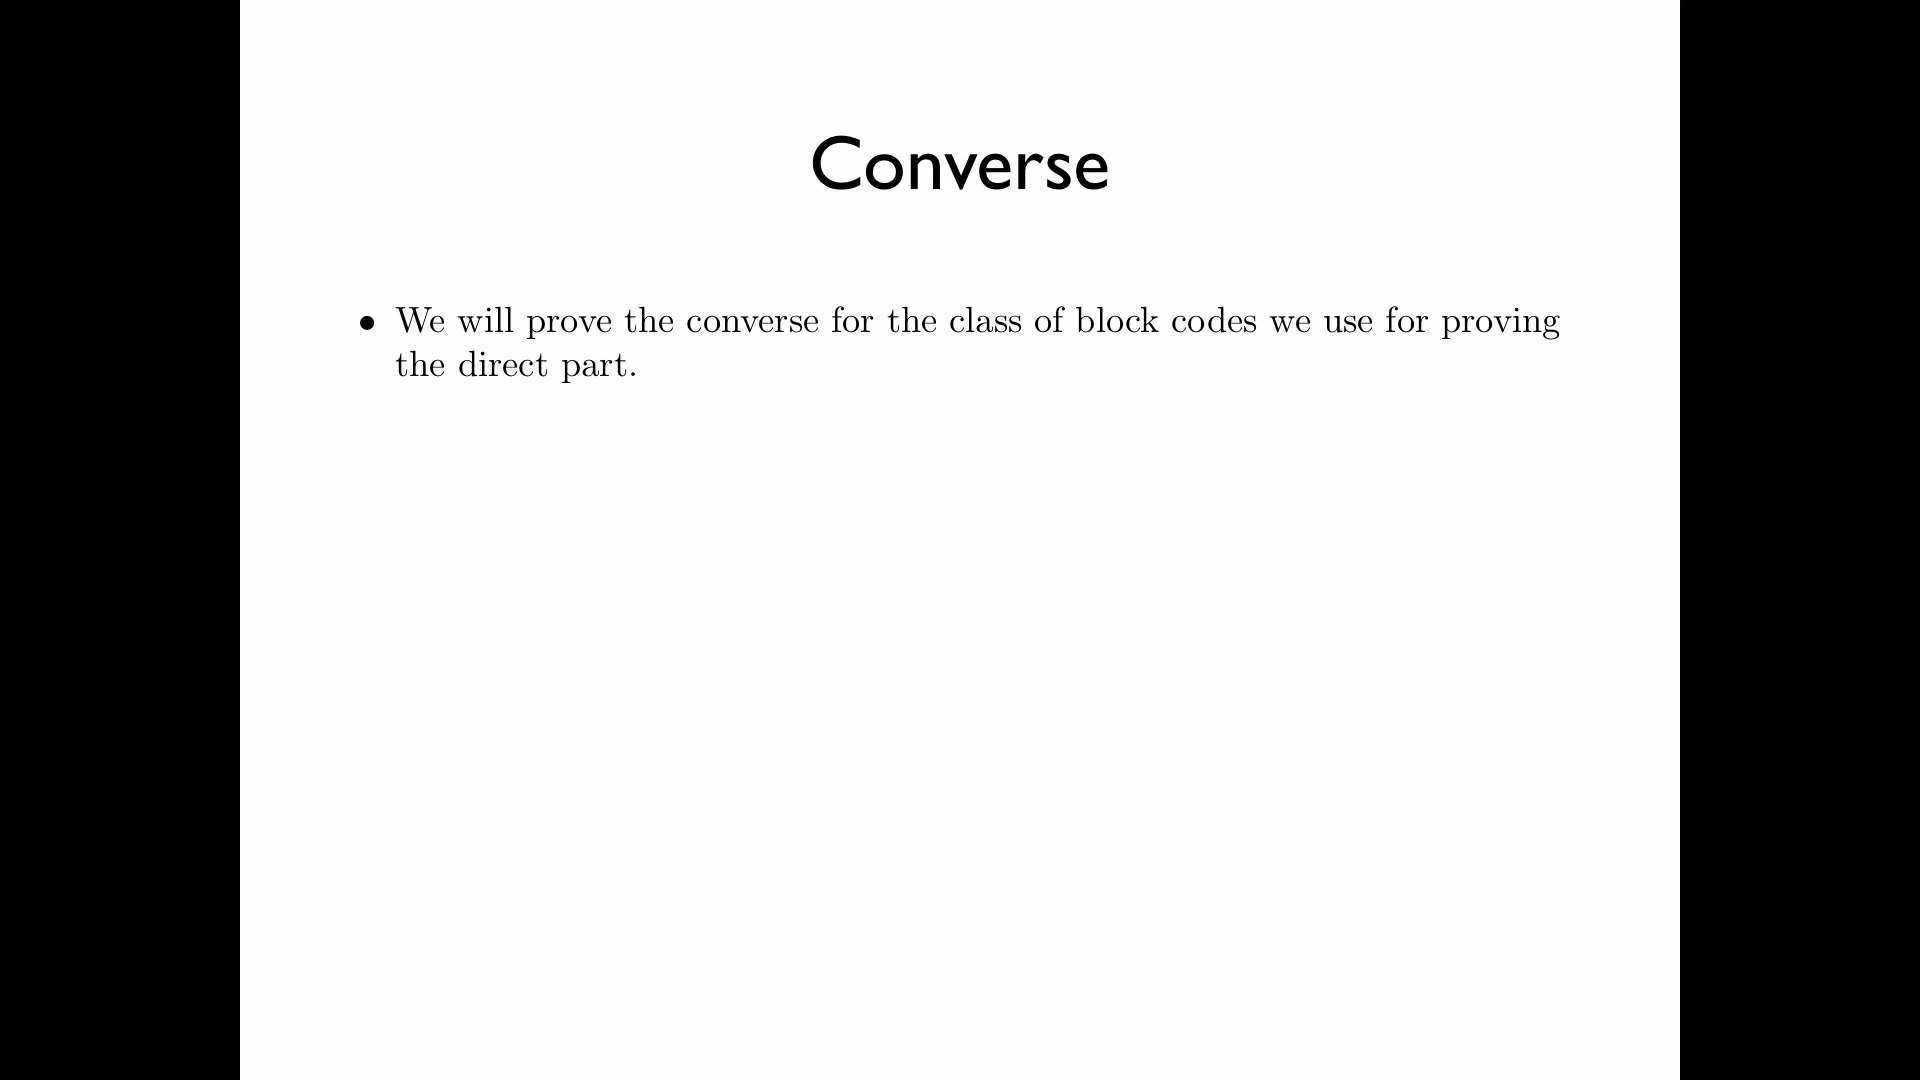 Converse
• We will prove the converse for the class of block codes we use for proving
the direct part.